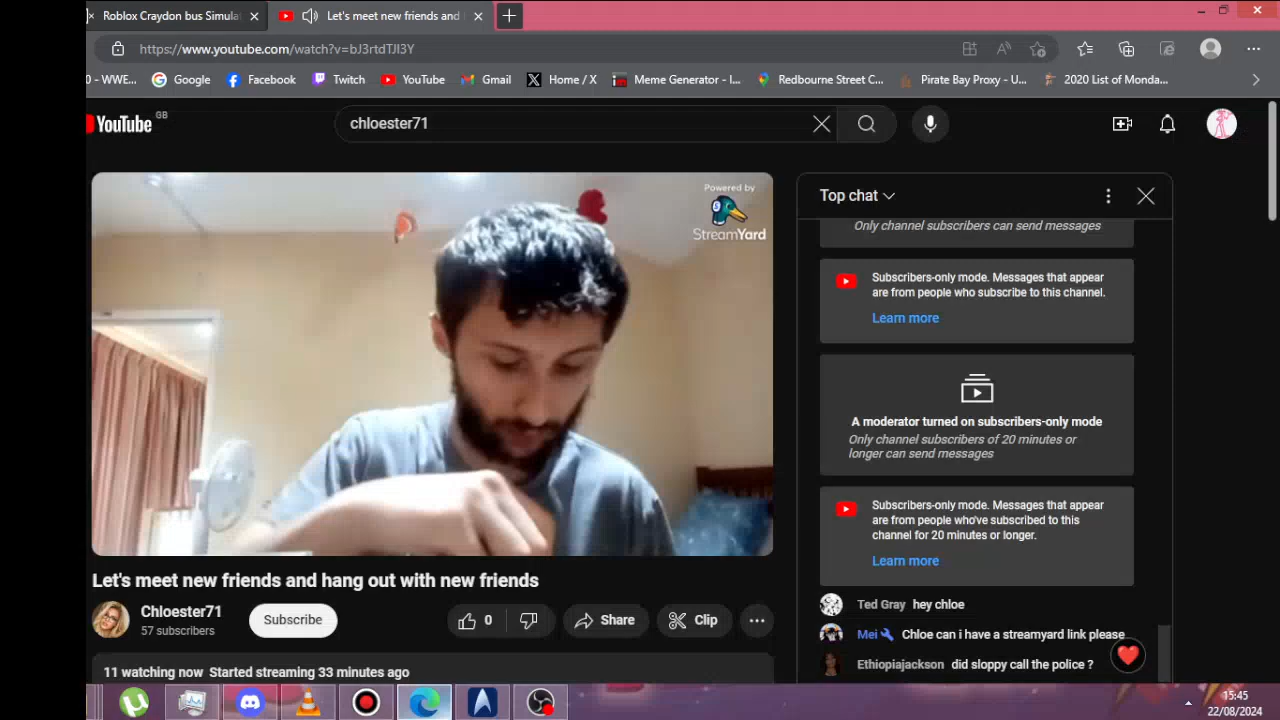 Roblox Craydon bus Simula
Let's meet new friends and
https://www.youtube.com/watch?v=bJ3rtdTJI3Y
0 - WWE...
Google
Facebook
Twitch
YouTube
Gmail
Home / X
Meme Generator - I...
Redbourne Street C...
Pirate Bay Proxy - U...
2020 List of Monda...
YouTube GB
chloester71
Powered by
StreamYard
Top chat
Only channel subscribers can send messages
Subscribers-only mode. Messages that appear
are from people who subscribe to this channel.
Learn more
A moderator turned on subscribers-only mode
Only channel subscribers of 20 minutes or
longer can send messages
Subscribers-only mode. Messages that appear
are from people who've subscribed to this
channel for 20 minutes or longer.
Learn more
Ted Gray hey chloe
Mei Chloe can i have a streamyard link please
Ethiopiajackson did sloppy call the police ?
Let's meet new friends and hang out with new friends
Chloester71
57 subscribers
Subscribe
0
Share
Clip
11 watching now Started streaming 33 minutes ago
15:45
22/08/2024